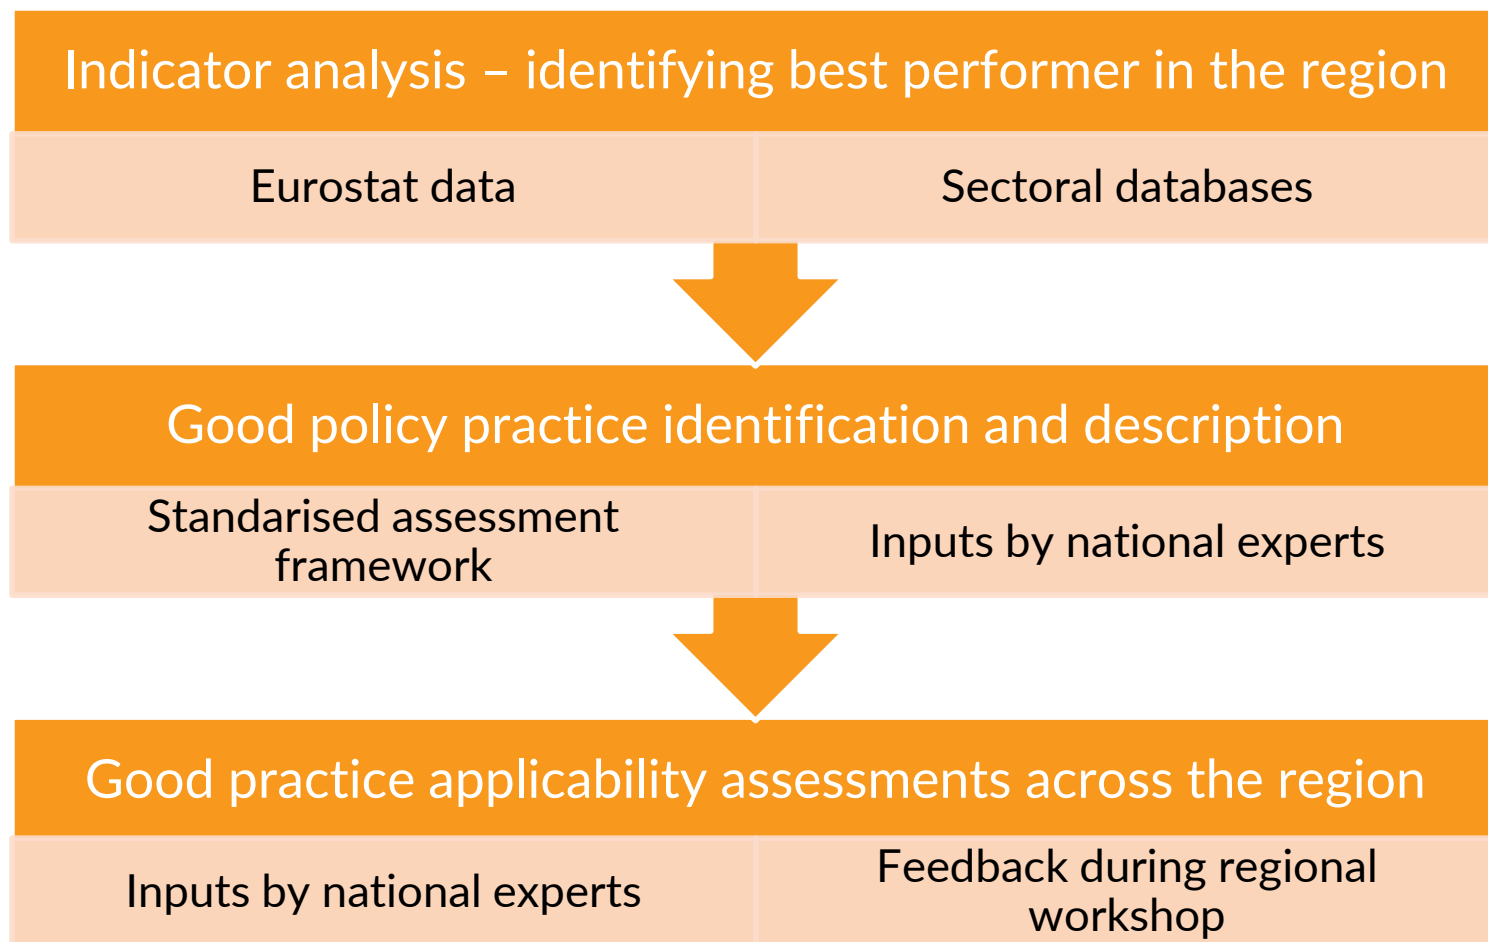 Indicator analysis – identifying best performer in the region
Eurostat data
Sectoral databases
Good policy practice identification and description
Standarised assessment
framework
Inputs by national experts
Good practice applicability assessments across the region
Inputs by national experts
Feedback during regional
workshop